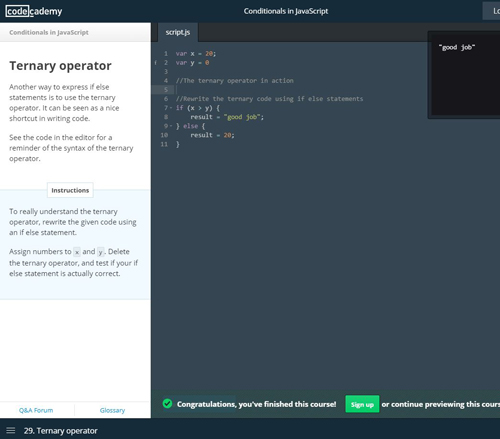 codecademy
Conditionals in JavaScript
Conditionals in JavaScript
script.js
Ternary operator
Another way to express if else
statements is to use the ternary
operator. It can be seen as a nice
shortcut in writing code.
See the code in the editor for a
reminder of the syntax of the ternary
operator.
Instructions
To really understand the ternary
operator, rewrite the given code using
an if else statement.
Assign numbers to x and y. Delete
the ternary operator, and test if your if
else statement is actually correct.
Q&A Forum
Glossary
1 var x = 20;
i 2 var y = 0
3
4 //The ternary operator in action
5
6 //Rewrite the ternary code using if else statements
7 if (x > y) {
8 result = "good job";
9 } else {
10 result = 20;
11 }
"good job"
Congratulations, you've finished this course! Sign up or continue previewing this cours
29. Ternary operator